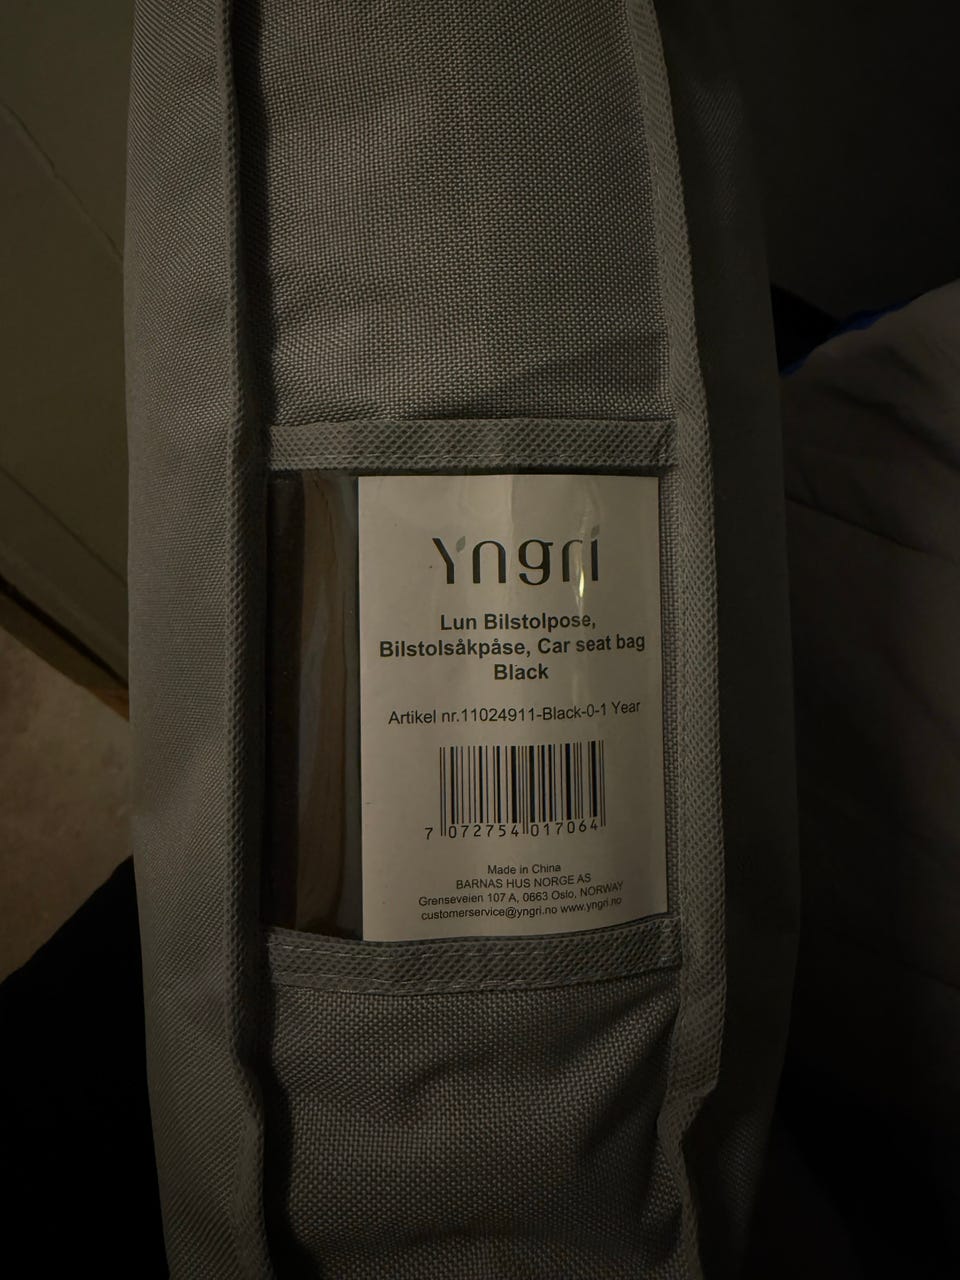 Yngri
Lun Bilstolpose,
Bilstolsåkpåse, Car seat bag
Black
Artikel nr.11024911-Black-0-1 Year
7 072754 017064
Made in China
BARNAS HUS NORGE AS
Grenseveien 107 A, 0663 Oslo, NORWAY
customerservice@yngri.no www.yngri.no